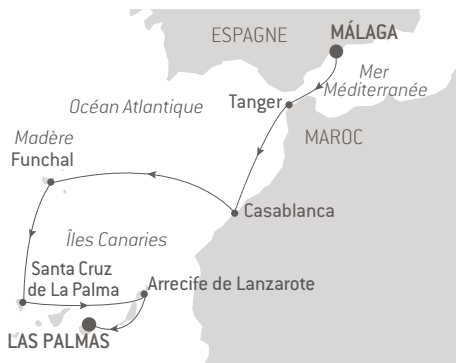 ESPAGNE
MÁLAGA
Mer
Méditerranée
Océan Atlantique
Tanger
MAROC
Madère
Funchal
Casablanca
Îles Canaries
Santa Cruz
de La Palma
Arrecife de Lanzarote
LAS PALMAS